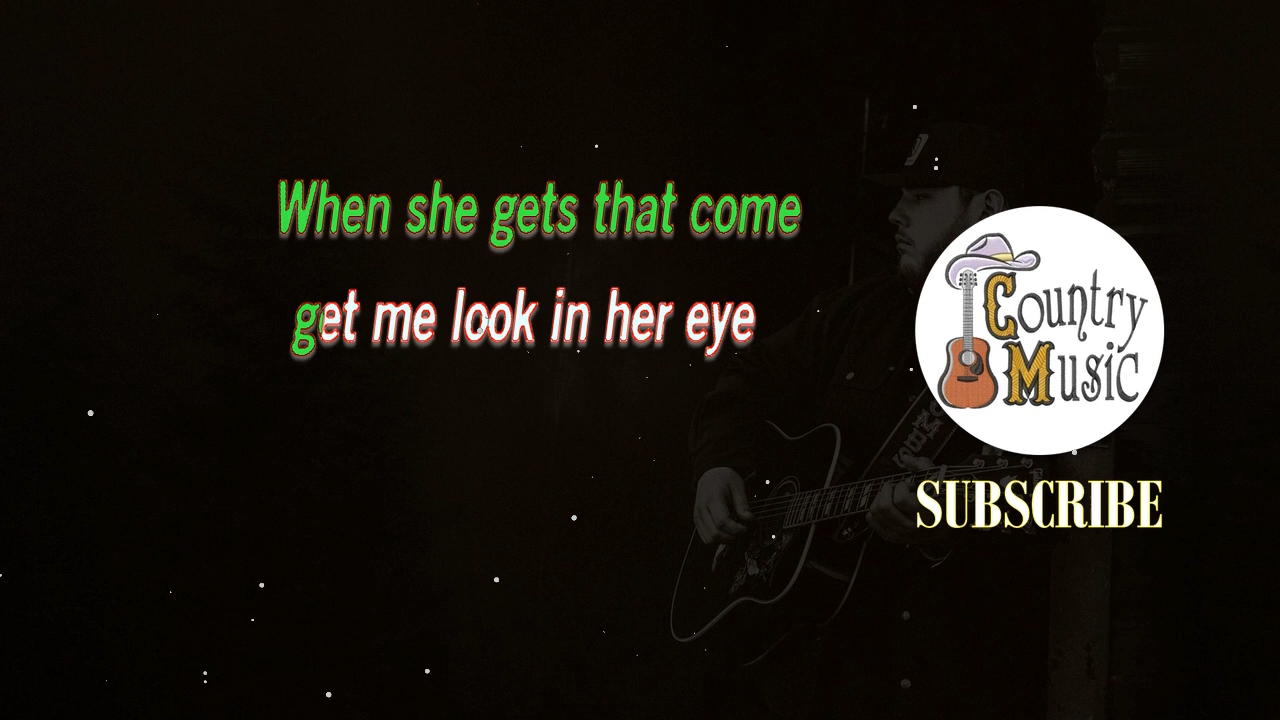 When she gets that come
get me look in her eye
Country
Music
SUBSCRIBE